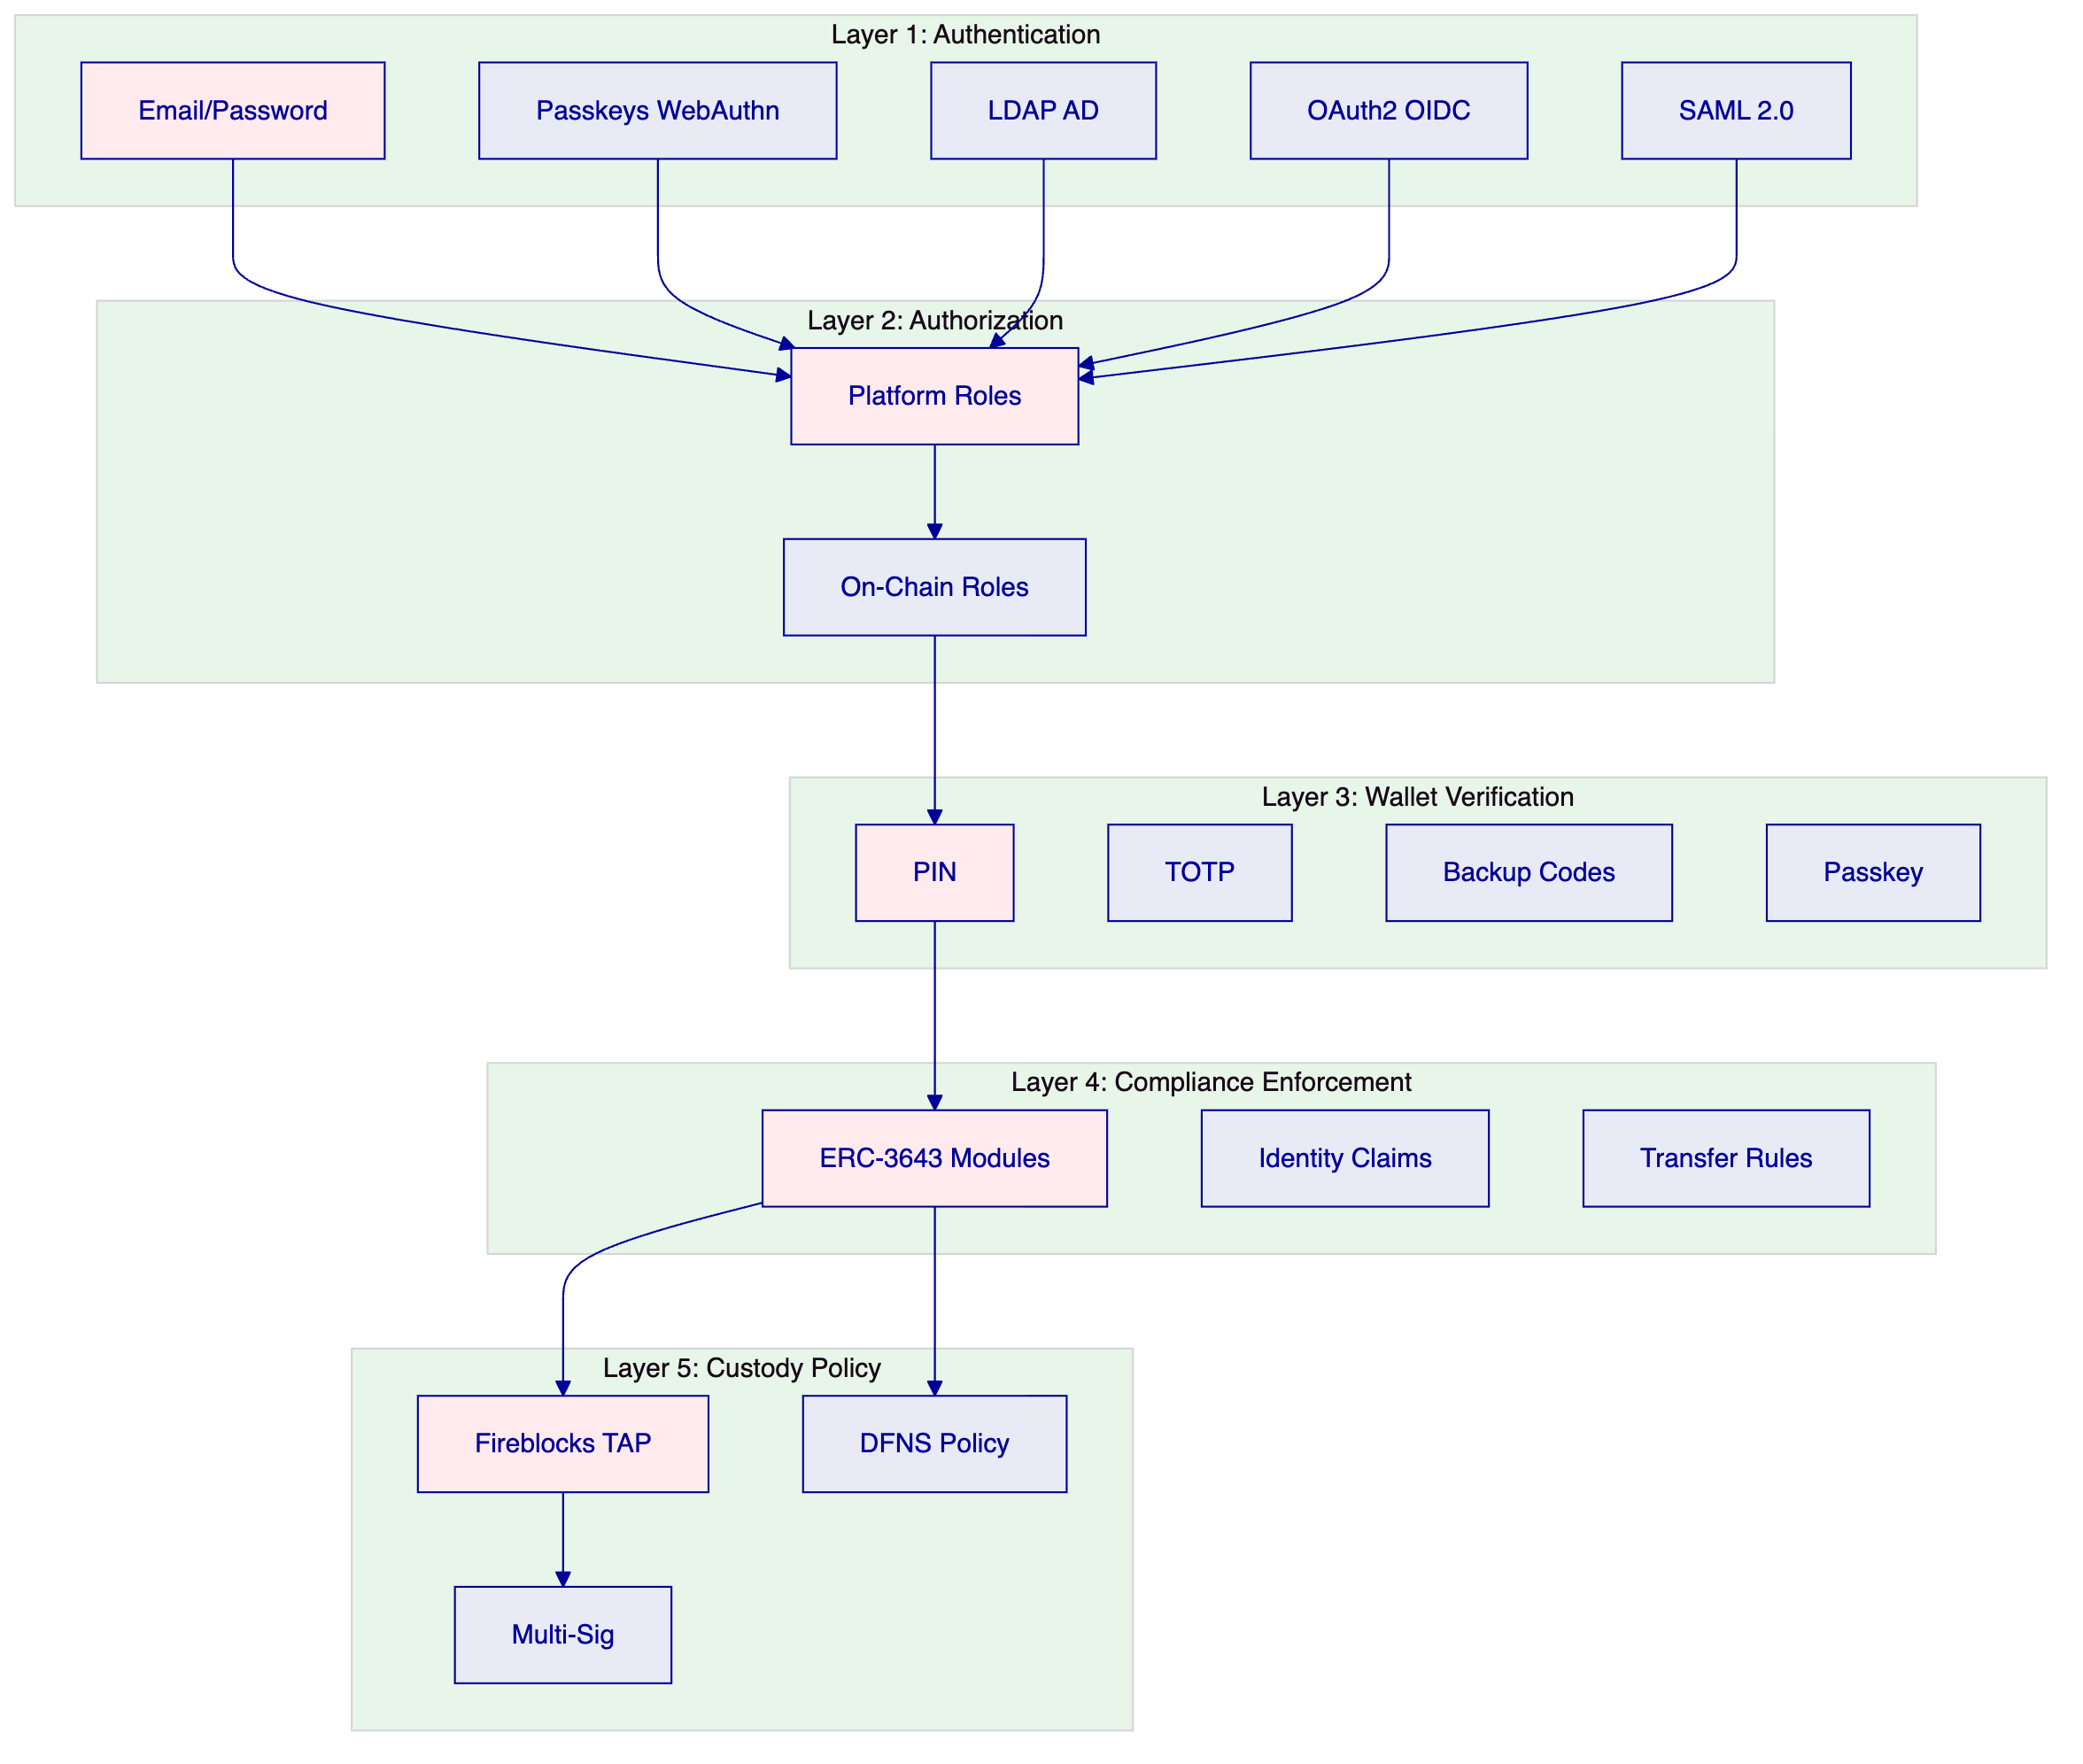 Layer 1: Authentication
Email/Password
Passkeys WebAuthn
LDAP AD
OAuth2 OIDC
SAML 2.0
Layer 2: Authorization
Platform Roles
On-Chain Roles
Layer 3: Wallet Verification
PIN
TOTP
Backup Codes
Passkey
Layer 4: Compliance Enforcement
ERC-3643 Modules
Identity Claims
Transfer Rules
Layer 5: Custody Policy
Fireblocks TAP
DFNS Policy
Multi-Sig